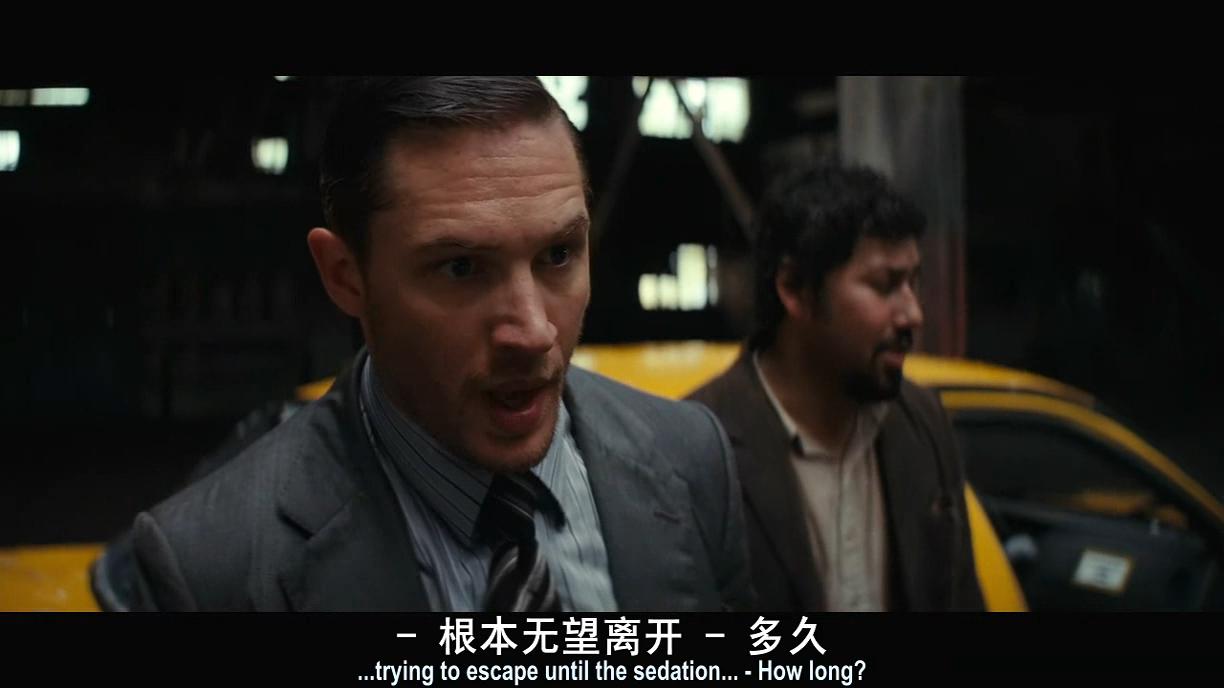 - 根本无望离开 - 多久
...trying to escape until the sedation... - How long?